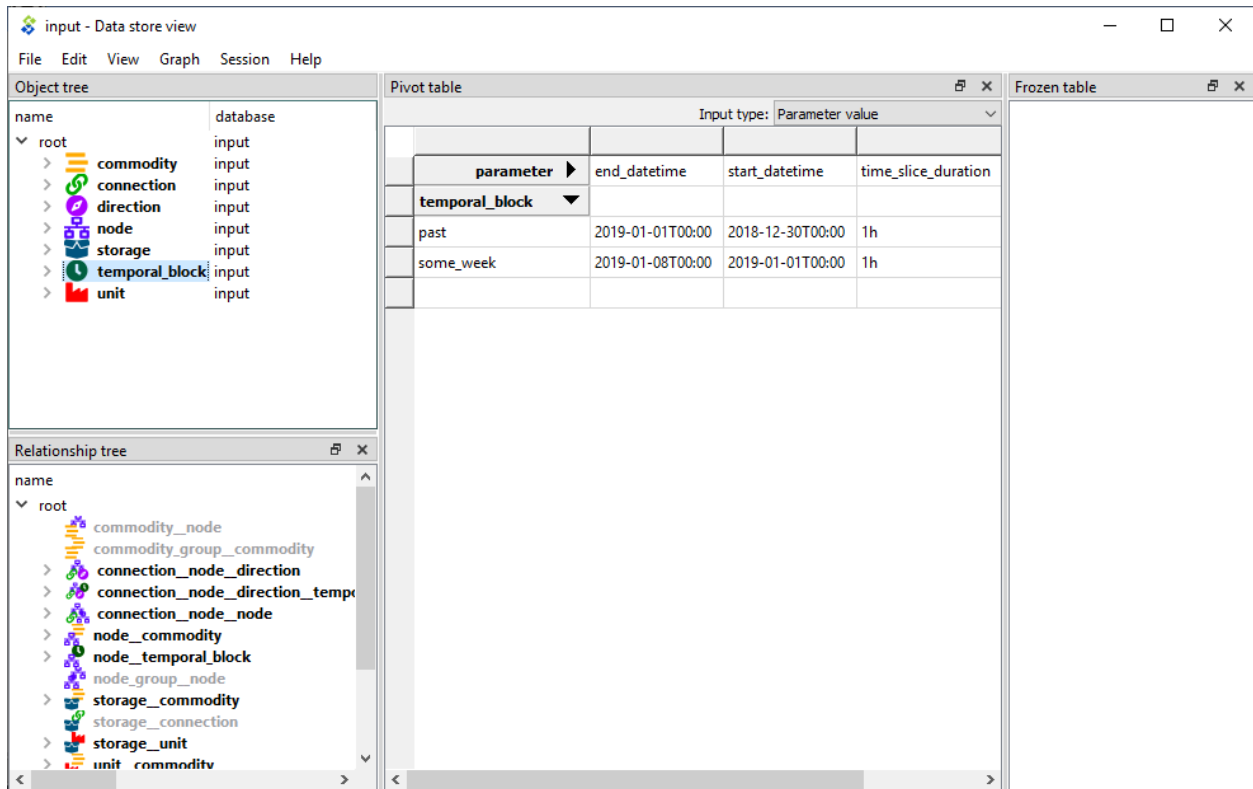 input - Data store view
File Edit View Graph Session Help
Object tree
name database
root input
commodity input
connection input
direction input
node input
storage input
temporal_block input
unit input
Relationship tree
name
root
commodity__node
commodity_group__commodity
connection__node__direction
connection__node__direction__tempo
connection__node__node
node__commodity
node__temporal_block
node_group__node
storage__commodity
storage__connection
storage__unit
unit__commodity
Pivot table
Input type: Parameter value
parameter end_datetime start_datetime time_slice_duration
temporal_block
past 2019-01-01T00:00 2018-12-30T00:00 1h
some_week 2019-01-08T00:00 2019-01-01T00:00 1h
Frozen table